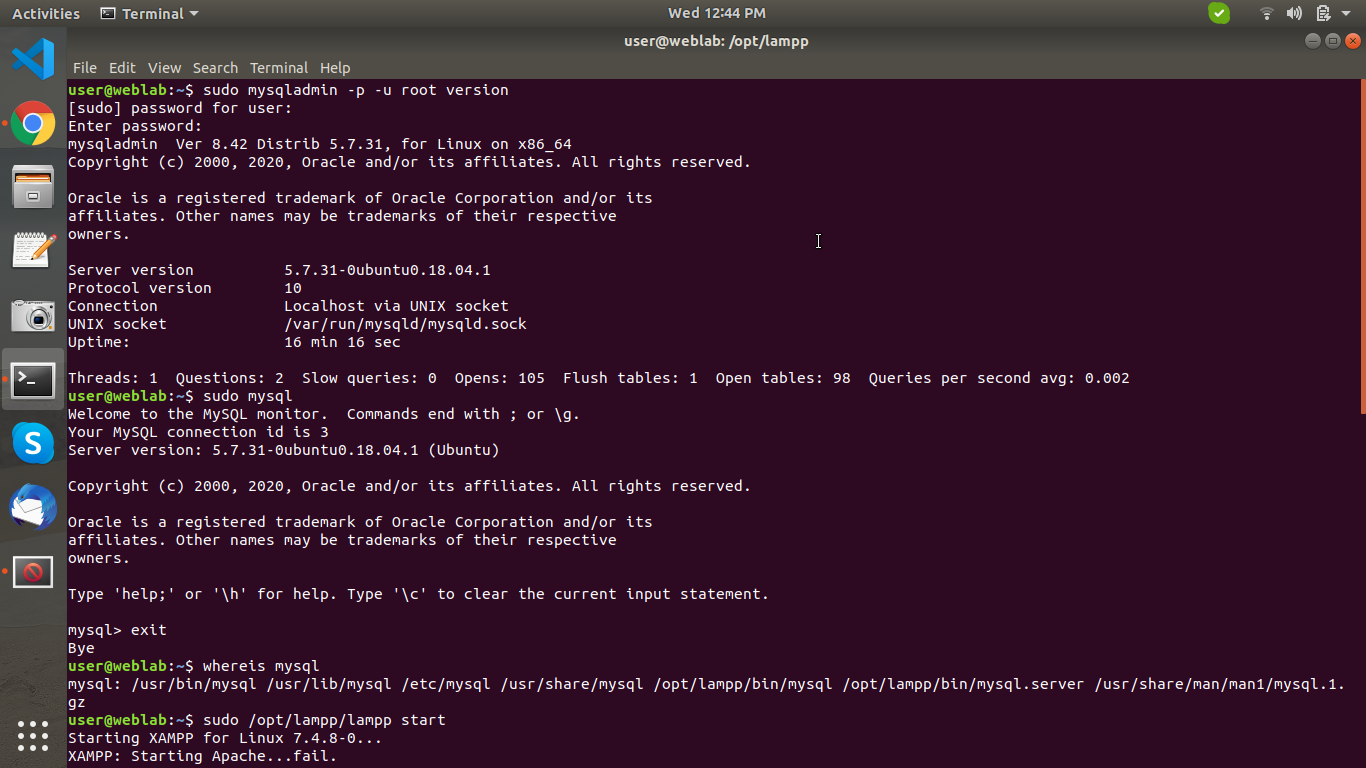 Activities Terminal Wed 12:44 PM
user@weblab: /opt/lampp
File Edit View Search Terminal Help
user@weblab:~$ sudo mysqladmin -p -u root version
[sudo] password for user:
Enter password:
mysqladmin  Ver 8.42 Distrib 5.7.31, for Linux on x86_64
Copyright (c) 2000, 2020, Oracle and/or its affiliates. All rights reserved.
Oracle is a registered trademark of Oracle Corporation and/or its
affiliates. Other names may be trademarks of their respective
owners.
Server version          5.7.31-0ubuntu0.18.04.1
Protocol version        10
Connection              Localhost via UNIX socket
UNIX socket             /var/run/mysqld/mysqld.sock
Uptime:                 16 min 16 sec
Threads: 1  Questions: 2  Slow queries: 0  Opens: 105  Flush tables: 1  Open tables: 98  Queries per second avg: 0.002
user@weblab:~$ sudo mysql
Welcome to the MySQL monitor.  Commands end with ; or \g.
Your MySQL connection id is 3
Server version: 5.7.31-0ubuntu0.18.04.1 (Ubuntu)
Copyright (c) 2000, 2020, Oracle and/or its affiliates. All rights reserved.
Oracle is a registered trademark of Oracle Corporation and/or its
affiliates. Other names may be trademarks of their respective
owners.
Type 'help;' or '\h' for help. Type '\c' to clear the current input statement.
mysql> exit
Bye
user@weblab:~$ whereis mysql
mysql: /usr/bin/mysql /usr/lib/mysql /etc/mysql /usr/share/mysql /opt/lampp/bin/mysql /opt/lampp/bin/mysql.server /usr/share/man/man1/mysql.1.
gz
user@weblab:~$ sudo /opt/lampp/lampp start
Starting XAMPP for Linux 7.4.8-0...
XAMPP: Starting Apache...fail.